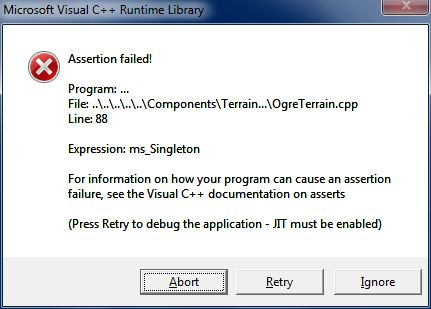 Microsoft Visual C++ Runtime Library
Assertion failed!
Program: ...
File: ..\..\..\..\..\Components\Terrain...\OgreTerrain.cpp
Line: 88
Expression: ms_Singleton
For information on how your program can cause an assertion
failure, see the Visual C++ documentation on asserts
(Press Retry to debug the application - JIT must be enabled)
Abort Retry Ignore